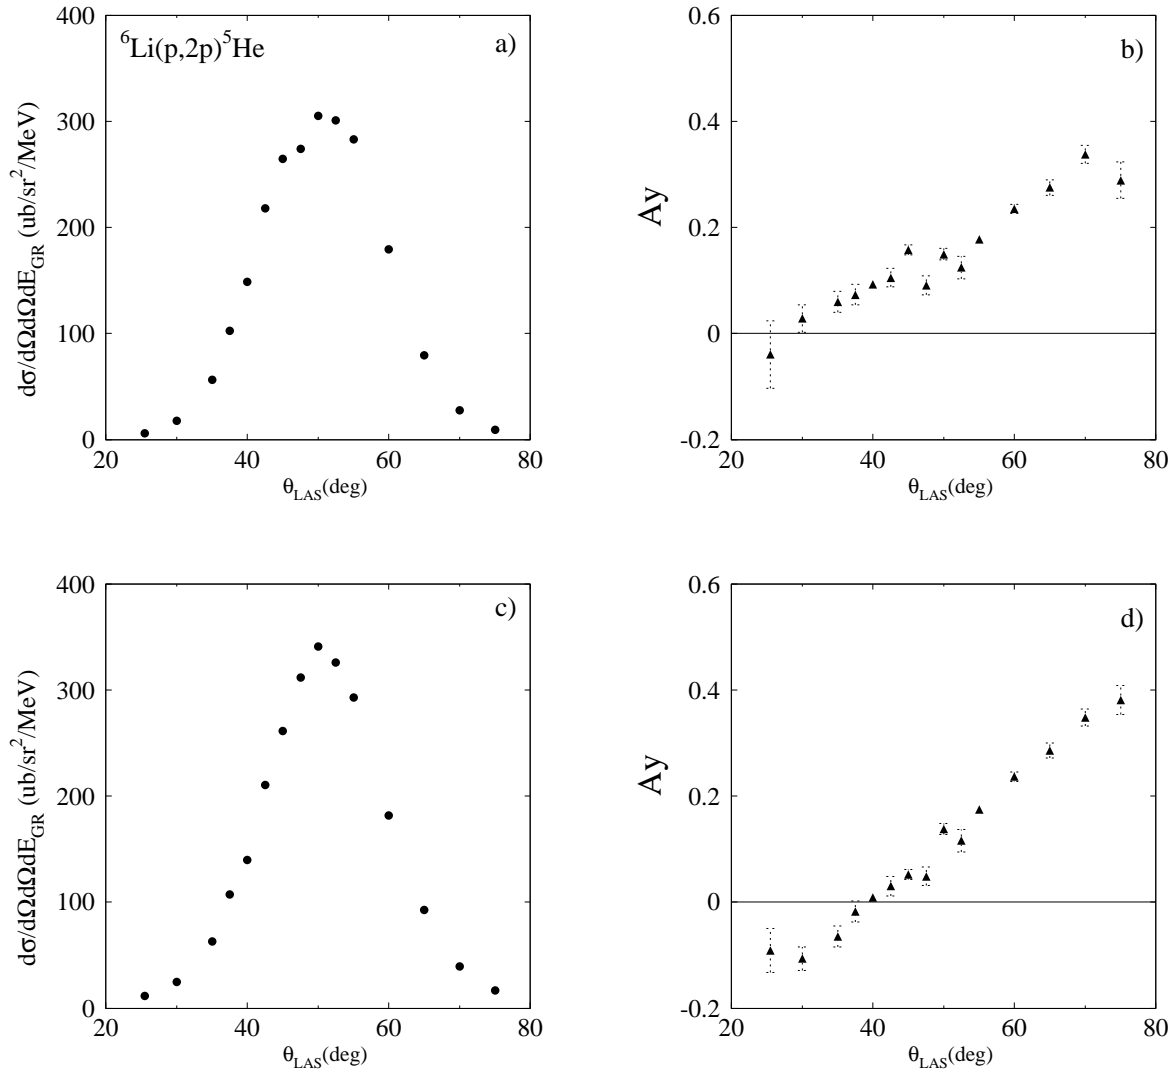 400
300
200
100
0
20 40 60 80
dσ/dΩdΩdE_GR (ub/sr²/MeV)
θ_LAS(deg)
⁶Li(p,2p)⁵He
a)
0.6
0.4
0.2
0
-0.2
20 40 60 80
Ay
θ_LAS(deg)
b)
400
300
200
100
0
20 40 60 80
dσ/dΩdΩdE_GR (ub/sr²/MeV)
θ_LAS(deg)
c)
0.6
0.4
0.2
0
-0.2
20 40 60 80
Ay
θ_LAS(deg)
d)